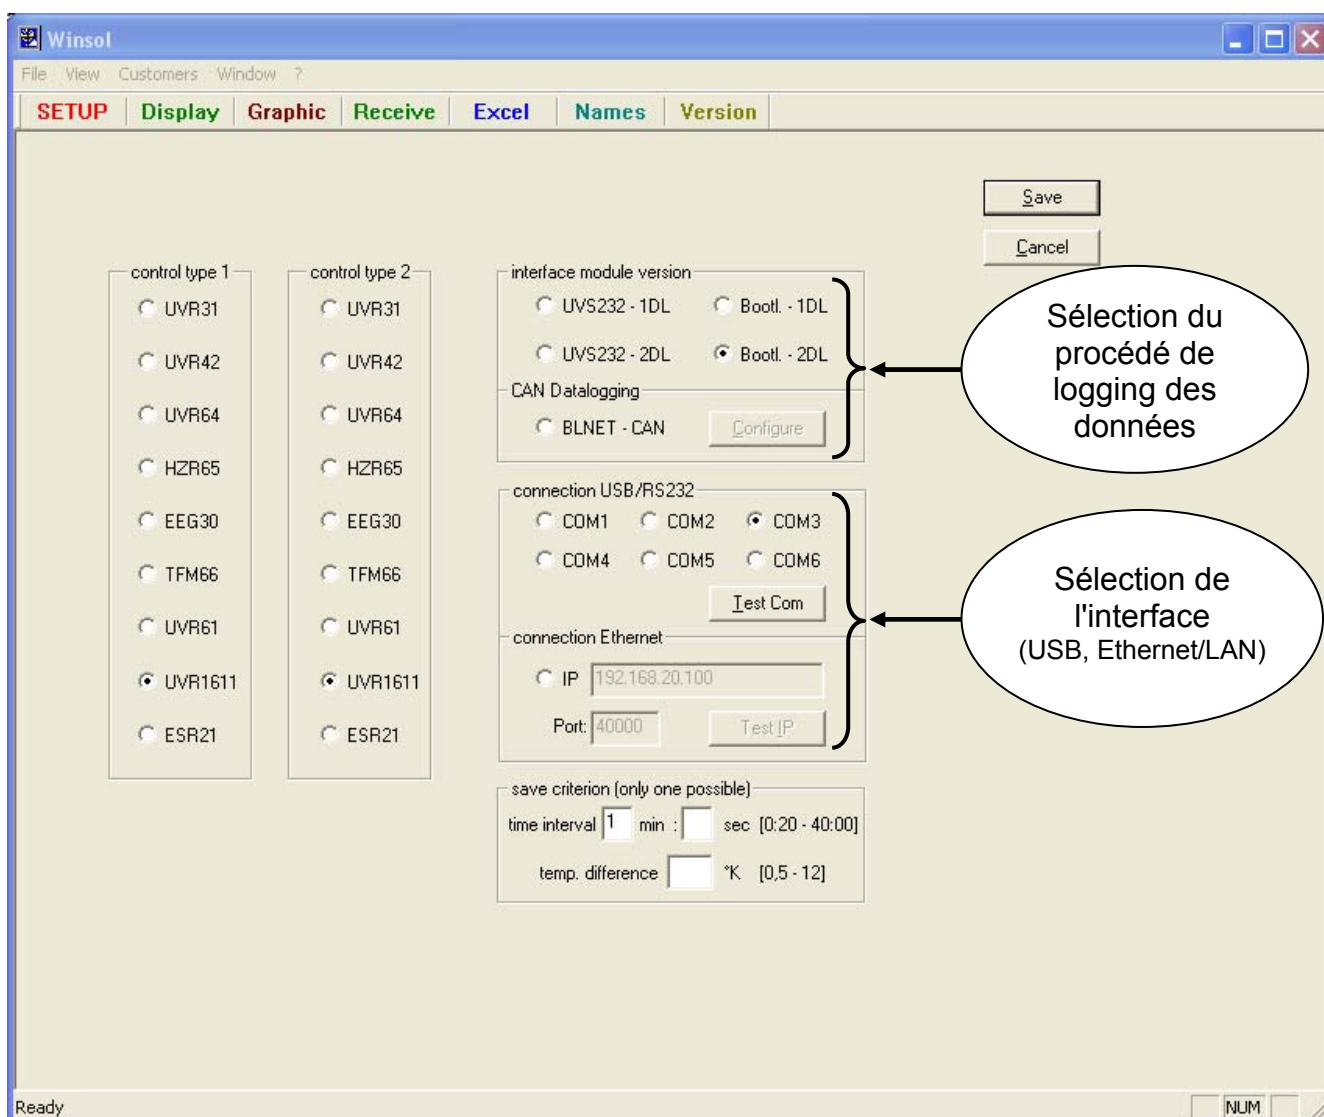 Winsol
File View Customers Window ?
SETUP Display Graphic Receive Excel Names Version
Save
Cancel
control type 1
UVR31
UVR42
UVR64
HZR65
EEG30
TFM66
UVR61
UVR1611
ESR21
control type 2
UVR31
UVR42
UVR64
HZR65
EEG30
TFM66
UVR61
UVR1611
ESR21
interface module version
UVS232 - 1DL Bootl. - 1DL
UVS232 - 2DL Bootl. - 2DL
CAN Datalogging
BLNET - CAN Configure
connection USB/RS232
COM1 COM2 COM3
COM4 COM5 COM6
Test Com
connection Ethernet
IP 192.168.20.100
Port: 40000 Test IP
save criterion (only one possible)
time interval 1 min : sec [0:20 - 40:00]
temp. difference °K [0,5 - 12]
Sélection du
procédé de
logging des
données
Sélection de
l'interface
(USB, Ethernet/LAN)
Ready NUM